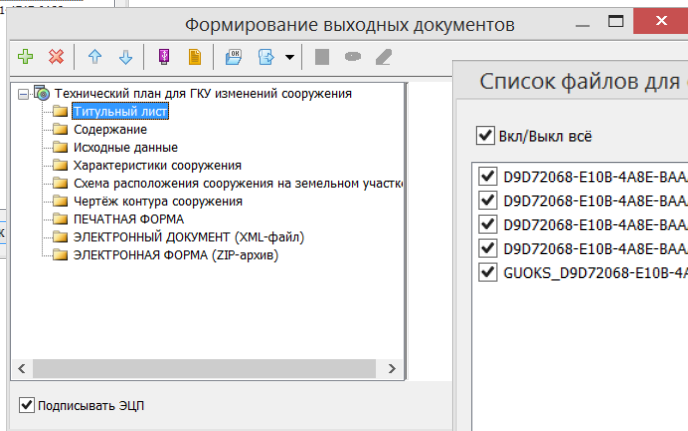 Формирование выходных документов
Технический план для ГКУ изменений сооружения
Титульный лист
Содержание
Исходные данные
Характеристики сооружения
Схема расположения сооружения на земельном участк
Чертёж контура сооружения
ПЕЧАТНАЯ ФОРМА
ЭЛЕКТРОННЫЙ ДОКУМЕНТ (XML-файл)
ЭЛЕКТРОННАЯ ФОРМА (ZIP-архив)
Подписывать ЭЦП
Список файлов для
Вкл/Выкл всё
D9D72068-E10B-4A8E-BAA
D9D72068-E10B-4A8E-BAA
D9D72068-E10B-4A8E-BAA
D9D72068-E10B-4A8E-BAA
GUOKS_D9D72068-E10B-4A